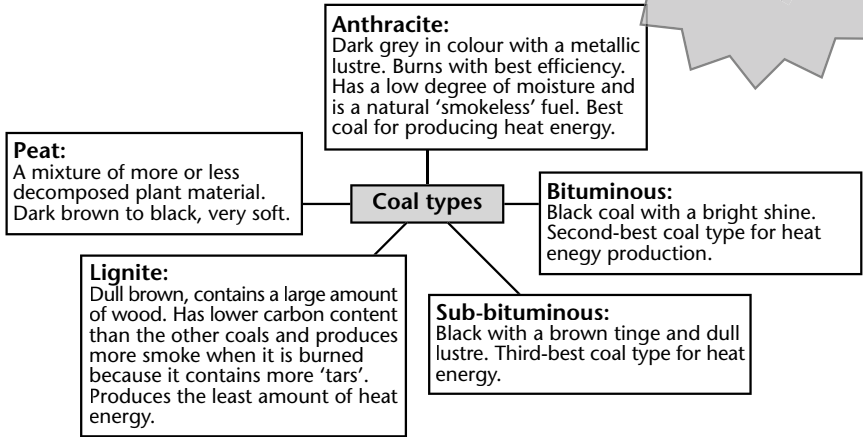 Anthracite:
Dark grey in colour with a metallic
lustre. Burns with best efficiency.
Has a low degree of moisture and
is a natural ‘smokeless’ fuel. Best
coal for producing heat energy.
Peat:
A mixture of more or less
decomposed plant material.
Dark brown to black, very soft.
Coal types
Bituminous:
Black coal with a bright shine.
Second-best coal type for heat
enegy production.
Lignite:
Dull brown, contains a large amount
of wood. Has lower carbon content
than the other coals and produces
more smoke when it is burned
because it contains more ‘tars’.
Produces the least amount of heat
energy.
Sub-bituminous:
Black with a brown tinge and dull
lustre. Third-best coal type for heat
energy.